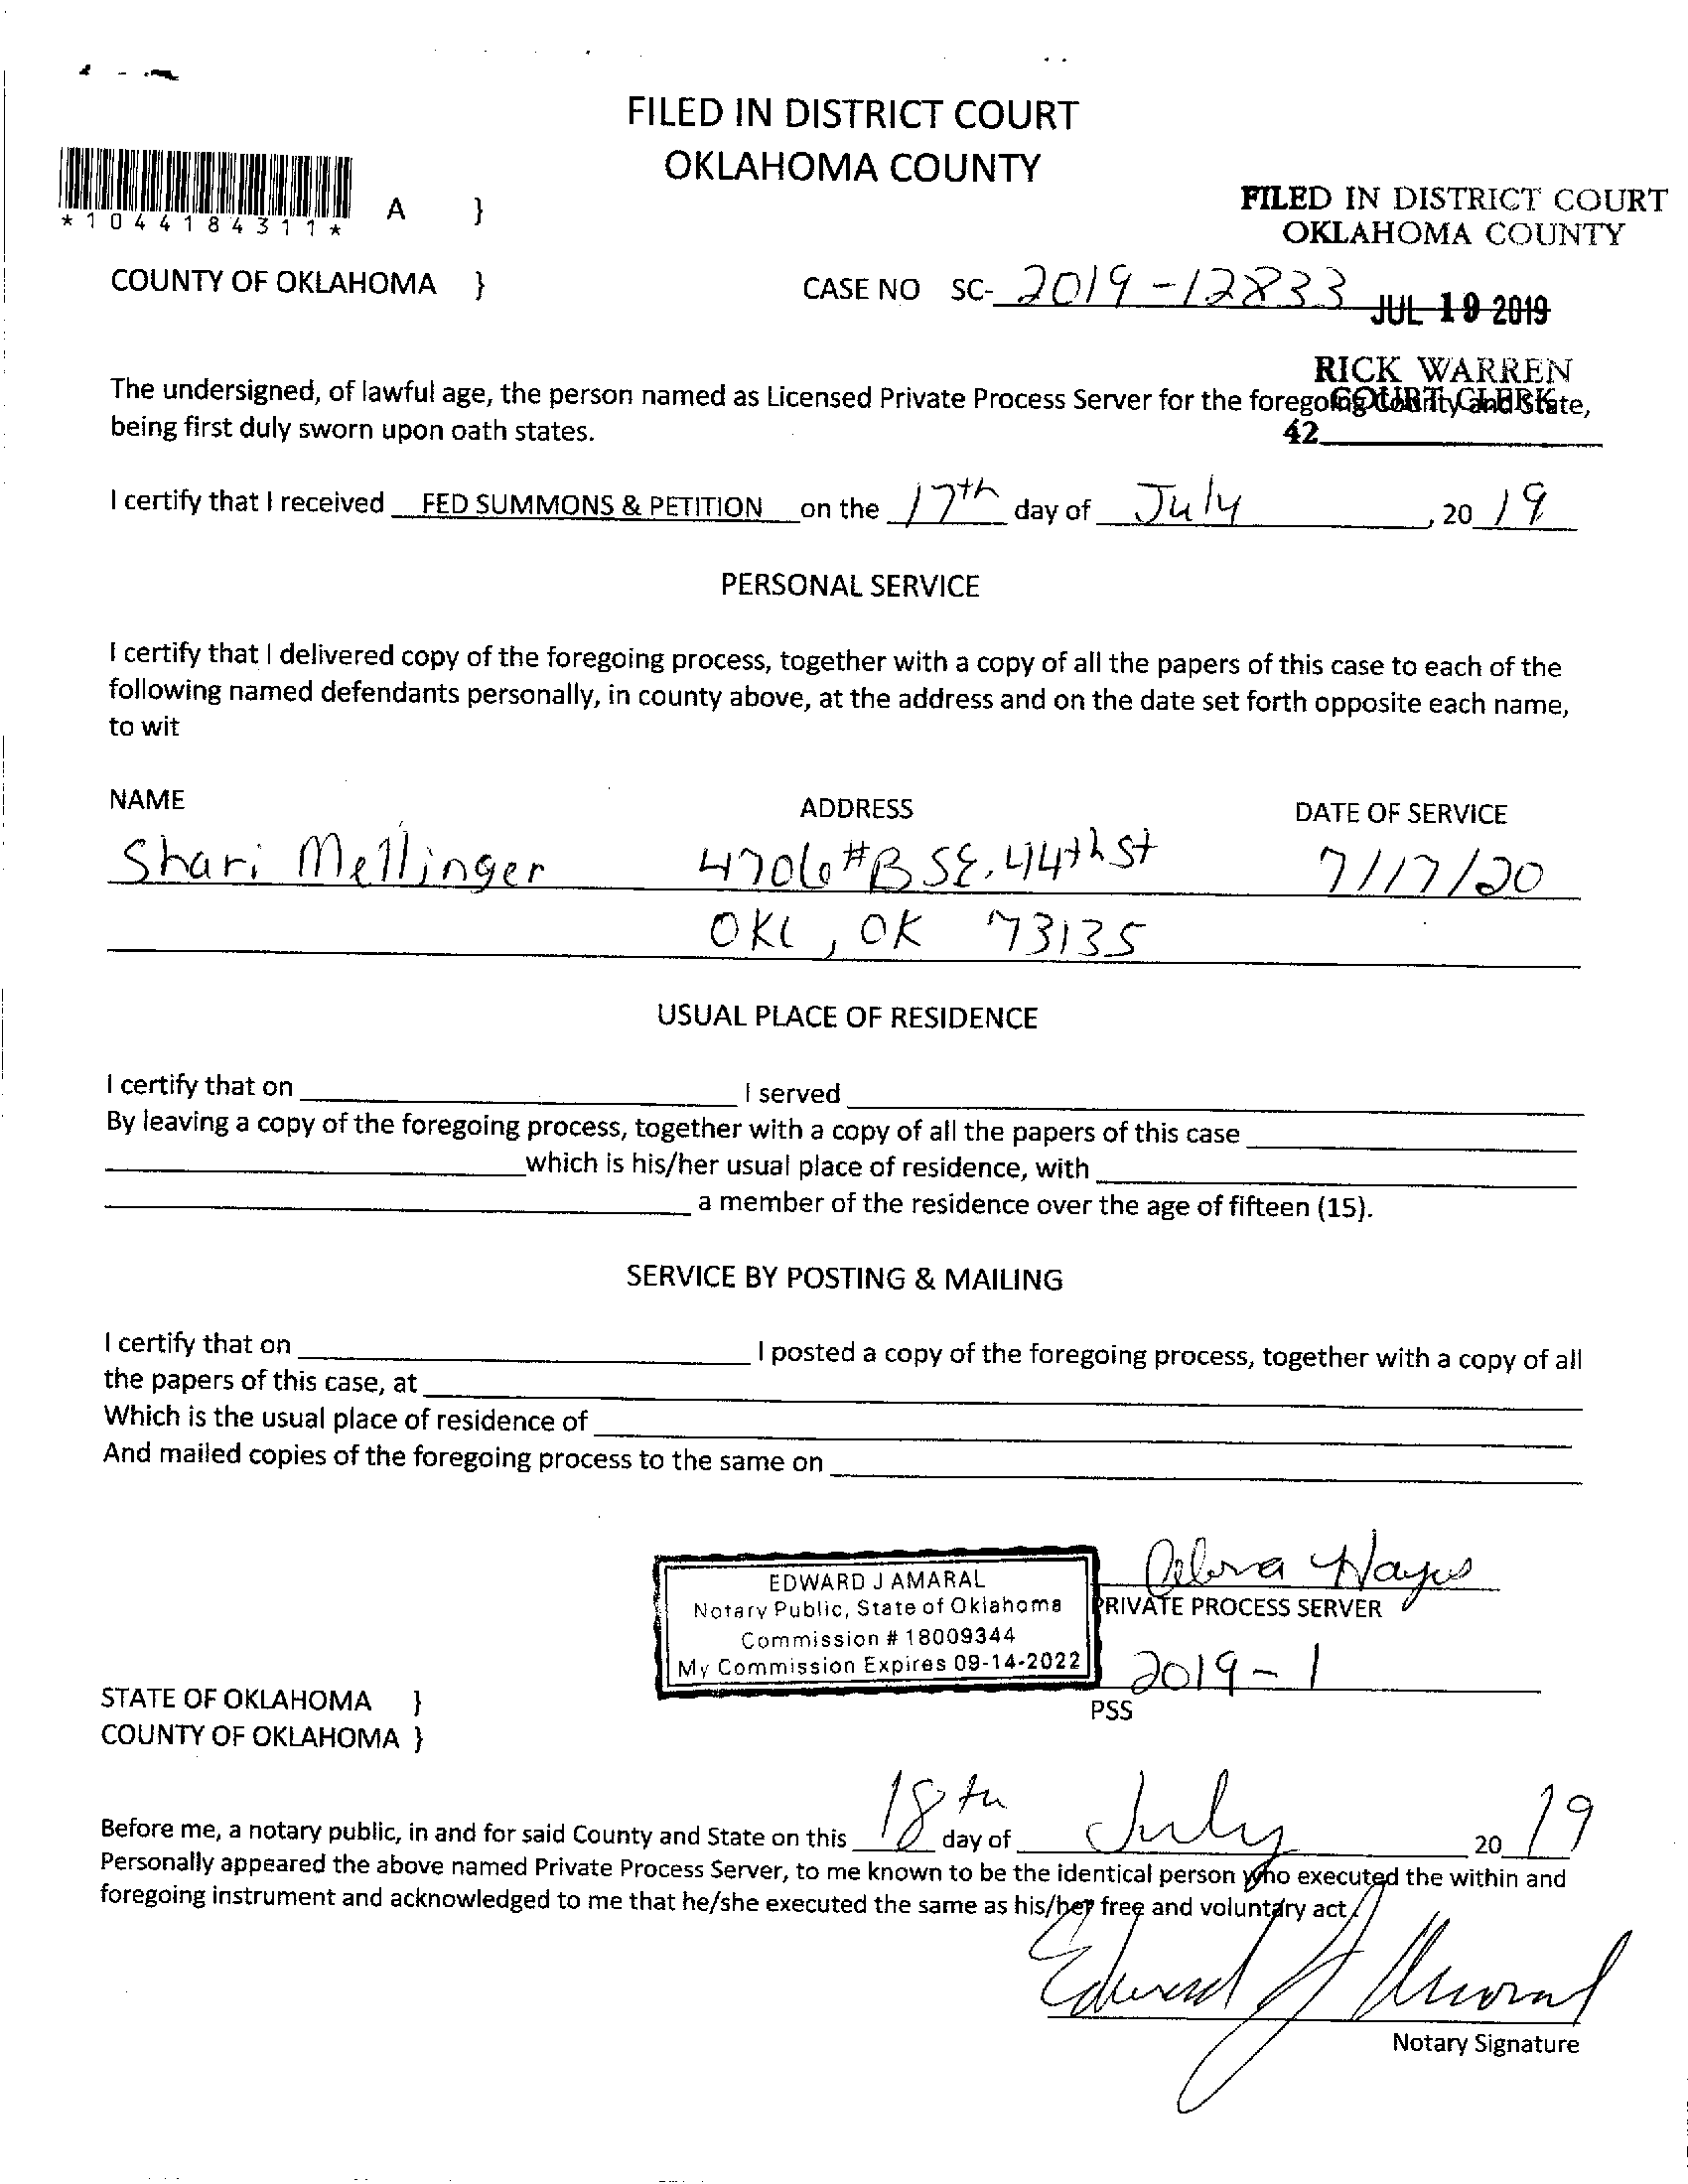 FILED IN DISTRICT COURT
OKLAHOMA COUNTY
FILED IN DISTRICT COURT
OKLAHOMA COUNTY
*1044184311*
A }
COUNTY OF OKLAHOMA }
CASE NO SC- 2019-12833
JUL 19 2019
RICK WARREN
COURT CLERK
42
The undersigned, of lawful age, the person named as Licensed Private Process Server for the foregoing County and State,
being first duly sworn upon oath states.
I certify that I received FED SUMMONS & PETITION on the 17th day of July, 20 19
PERSONAL SERVICE
I certify that I delivered copy of the foregoing process, together with a copy of all the papers of this case to each of the
following named defendants personally, in county above, at the address and on the date set forth opposite each name,
to wit
NAME ADDRESS DATE OF SERVICE
Shari Mellinger 4706 #B SE. 44th St 7/17/20
OKC, OK 73135
USUAL PLACE OF RESIDENCE
I certify that on I served
By leaving a copy of the foregoing process, together with a copy of all the papers of this case
which is his/her usual place of residence, with
a member of the residence over the age of fifteen (15).
SERVICE BY POSTING & MAILING
I certify that on I posted a copy of the foregoing process, together with a copy of all
the papers of this case, at
Which is the usual place of residence of
And mailed copies of the foregoing process to the same on
EDWARD J AMARAL
Notary Public, State of Oklahoma
Commission # 18009344
My Commission Expires 09-14-2022
Debra Hayes
PRIVATE PROCESS SERVER
2019-1
PSS
STATE OF OKLAHOMA }
COUNTY OF OKLAHOMA }
Before me, a notary public, in and for said County and State on this 18th day of July 20 19
Personally appeared the above named Private Process Server, to me known to be the identical person who executed the within and
foregoing instrument and acknowledged to me that he/she executed the same as his/her free and voluntary act.
Edward J Amaral
Notary Signature